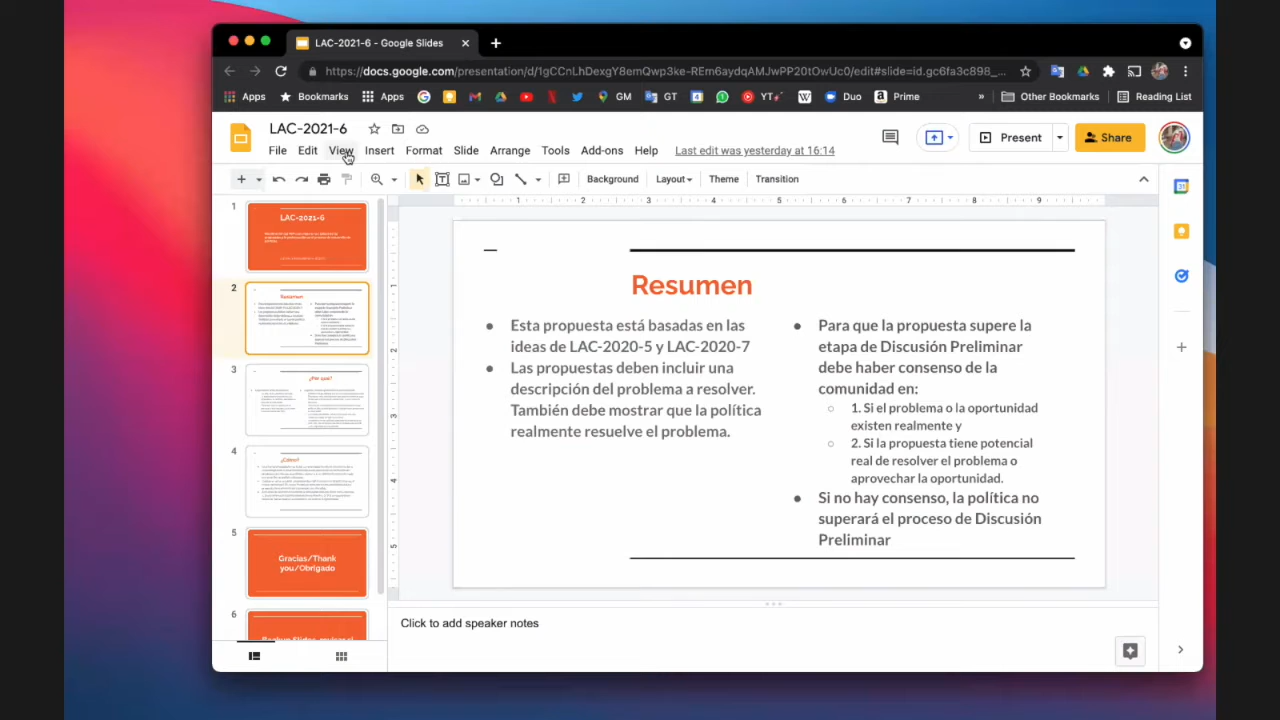 LAC-2021-6 - Google Slides
https://docs.google.com/presentation/d/1gCCnLhDexgY8emQwp3ke-REm6aydqAMJwPP20tOwUc0/edit#slide=id.gc6fa3c898_...
Apps Bookmarks Apps GM GT YT Duo Prime » Other Bookmarks Reading List
LAC-2021-6
Present
Share
File Edit View Insert Format Slide Arrange Tools Add-ons Help Last edit was yesterday at 16:14
Background Layout Theme Transition
1
LAC-2021-6
2
Resumen
3
¿Por qué?
4
¿Cómo?
5
Gracias/Thank
you/Obrigado
6
Resumen
Esta propuesta está basadas en las
ideas de LAC-2020-5 y LAC-2020-7
Las propuestas deben incluir una
descripción del problema a resolver.
También debe mostrar que la política
realmente resuelve el problema.
Para que la propuesta supere la
etapa de Discusión Preliminar
debe haber consenso de la
comunidad en:
1. Si el problema o la oportunidad
existen realmente y
2. Si la propuesta tiene potencial
real de resolver el problema o
aprovechar la oportunidad.
Si no hay consenso, la política no
superará el proceso de Discusión
Preliminar
Click to add speaker notes